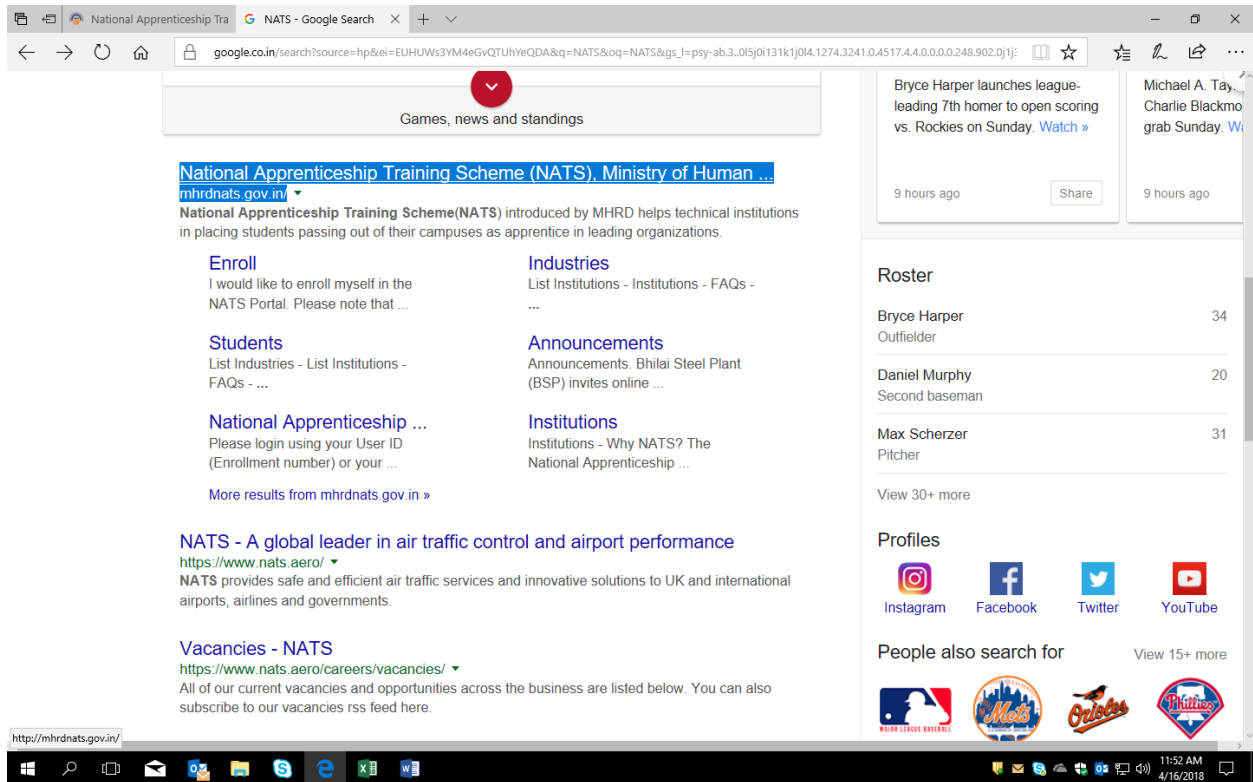 National Apprenticeship Tra
NATS - Google Search
google.co.in/search?source=hp&ei=EUHUWs3YM4eGvQTUhYeQDA&q=NATS&oq=NATS&gs_l=psy-ab.3..0l5j0i131k1j0l4.1274.3241.0.4517.4.4.0.0.0.0.248.902.0j1j3
Games, news and standings
National Apprenticeship Training Scheme (NATS), Ministry of Human ...
mhrdnats.gov.in/
National Apprenticeship Training Scheme(NATS) introduced by MHRD helps technical institutions
in placing students passing out of their campuses as apprentice in leading organizations.
Enroll
I would like to enroll myself in the
NATS Portal. Please note that ...
Industries
List Institutions - Institutions - FAQs -
...
Students
List Industries - List Institutions -
FAQs - ...
Announcements
Announcements. Bhilai Steel Plant
(BSP) invites online ...
National Apprenticeship ...
Please login using your User ID
(Enrollment number) or your ...
Institutions
Institutions - Why NATS? The
National Apprenticeship ...
More results from mhrdnats.gov.in »
NATS - A global leader in air traffic control and airport performance
https://www.nats.aero/
NATS provides safe and efficient air traffic services and innovative solutions to UK and international
airports, airlines and governments.
Vacancies - NATS
https://www.nats.aero/careers/vacancies/
All of our current vacancies and opportunities across the business are listed below. You can also
subscribe to our vacancies rss feed here.
http://mhrdnats.gov.in/
Bryce Harper launches league-
leading 7th homer to open scoring
vs. Rockies on Sunday. Watch »
9 hours ago
Share
Michael A. Tay
Charlie Blackmo
grab Sunday. W
9 hours ago
Roster
Bryce Harper 34
Outfielder
Daniel Murphy 20
Second baseman
Max Scherzer 31
Pitcher
View 30+ more
Profiles
Instagram Facebook Twitter YouTube
People also search for View 15+ more
MAJOR LEAGUE BASEBALL
Mets
Orioles
Phillies
11:52 AM
4/16/2018